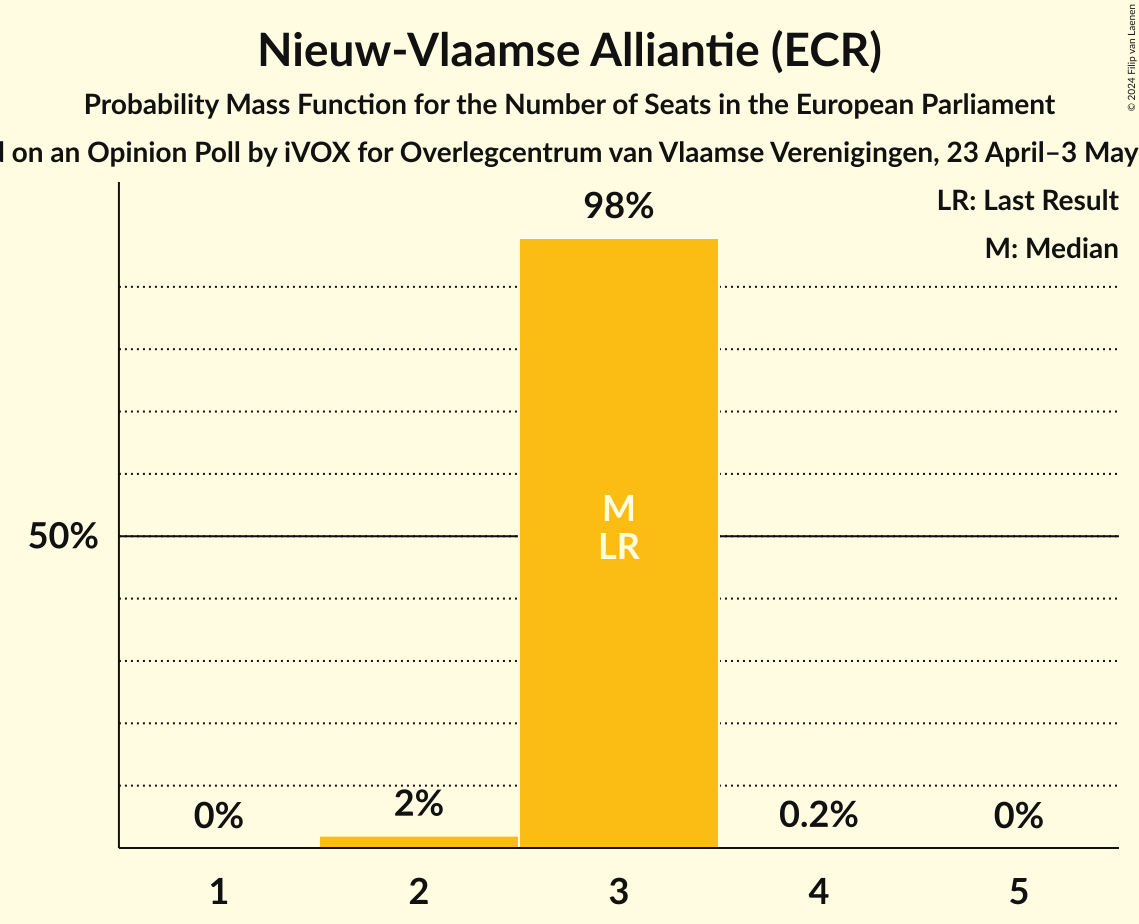 Nieuw-Vlaamse Alliantie (ECR)
Probability Mass Function for the Number of Seats in the European Parliament
on an Opinion Poll by iVOX for Overlegcentrum van Vlaamse Verenigingen, 23 April–3 May
© 2024 Filip van Laenen
LR: Last Result
M: Median
98%
M
LR
50%
0%
2%
0.2%
0%
1
2
3
4
5